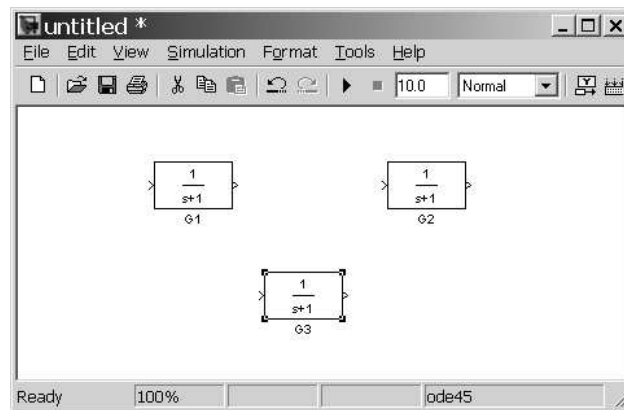 untitled *
File Edit View Simulation Format Tools Help
10.0 Normal
1
s+1
G1
1
s+1
G2
1
s+1
G3
Ready 100% ode45